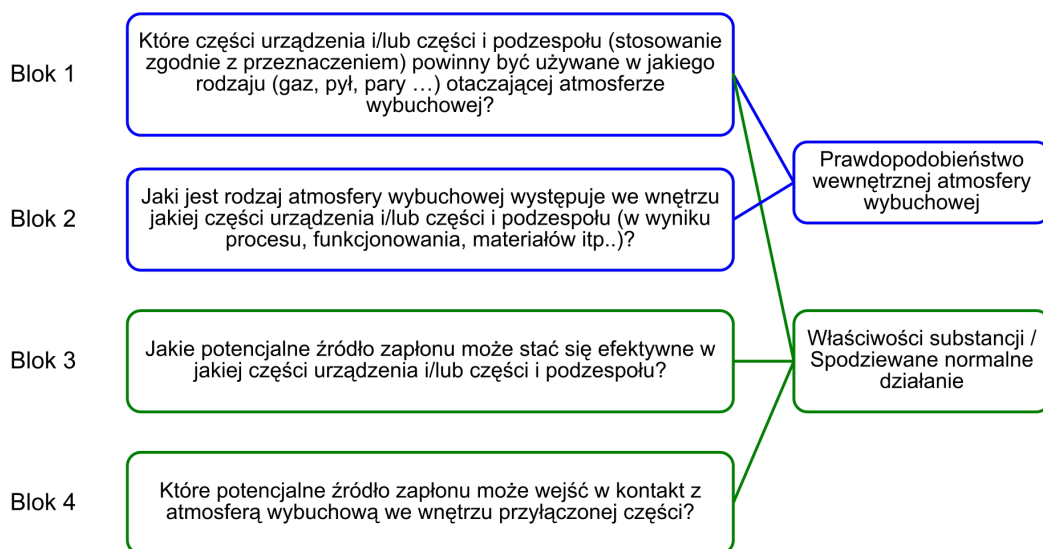 Blok 1
Które części urządzenia i/lub części i podzespołu (stosowanie
zgodnie z przeznaczeniem) powinny być używane w jakiego
rodzaju (gaz, pył, pary ...) otaczającej atmosferze
wybuchowej?
Prawdopodobieństwo
wewnętrznej atmosfery
wybuchowej
Blok 2
Jaki jest rodzaj atmosfery wybuchowej występuje we wnętrzu
jakiej części urządzenia i/lub części i podzespołu (w wyniku
procesu, funkcjonowania, materiałów itp..)?
Blok 3
Jakie potencjalne źródło zapłonu może stać się efektywne w
jakiej części urządzenia i/lub części i podzespołu?
Właściwości substancji /
Spodziewane normalne
działanie
Blok 4
Które potencjalne źródło zapłonu może wejść w kontakt z
atmosferą wybuchową we wnętrzu przyłączonej części?